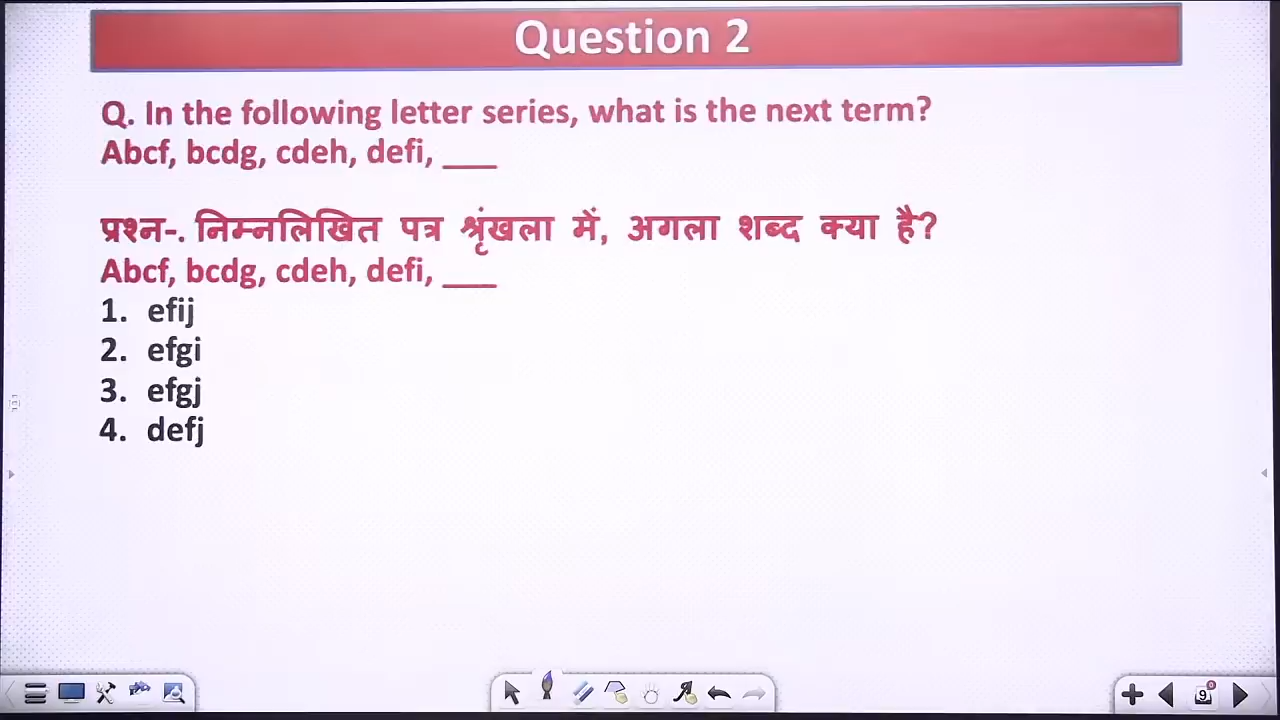 Question 2
Q. In the following letter series, what is the next term?
Abcf, bcdg, cdeh, defi, ___
प्रश्न-. निम्नलिखित पत्र श्रृंखला में, अगला शब्द क्या है?
Abcf, bcdg, cdeh, defi, ___
1. efij
2. efgi
3. efgj
4. defj
9